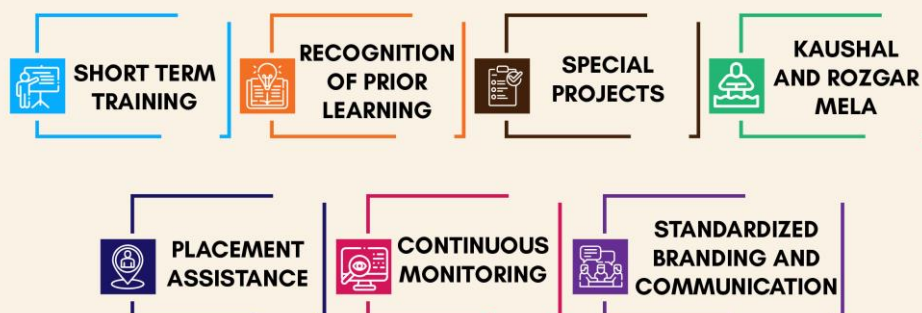 SHORT TERM
TRAINING
RECOGNITION
OF PRIOR
LEARNING
SPECIAL
PROJECTS
KAUSHAL
AND ROZGAR
MELA
PLACEMENT
ASSISTANCE
CONTINUOUS
MONITORING
STANDARDIZED
BRANDING AND
COMMUNICATION